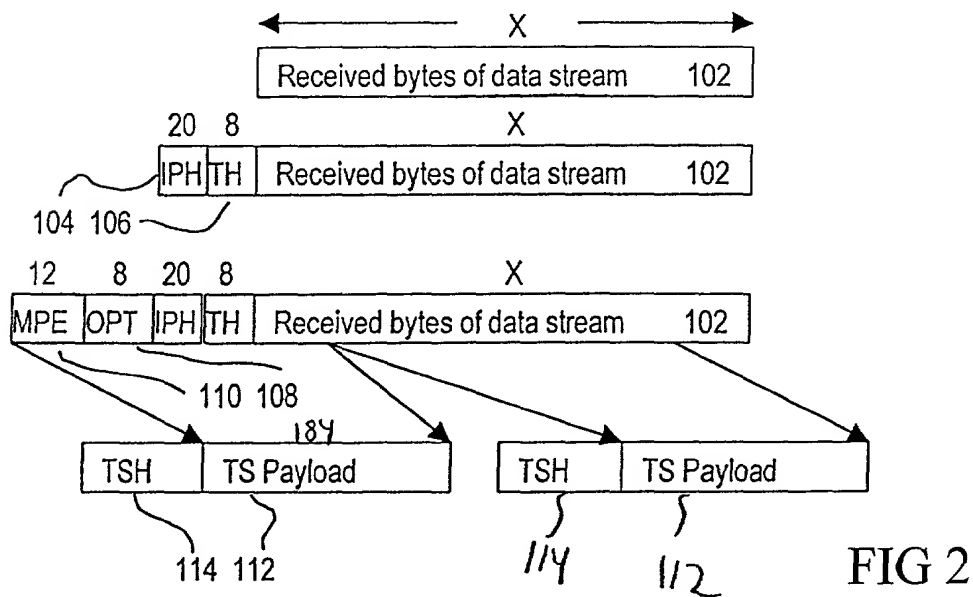 X
Received bytes of data stream 102
20 8 X
IPH TH Received bytes of data stream 102
104 106
12 8 20 8 X
MPE OPT IPH TH Received bytes of data stream 102
110 108
184
TSH TS Payload TSH TS Payload
114 112 114 112
FIG 2